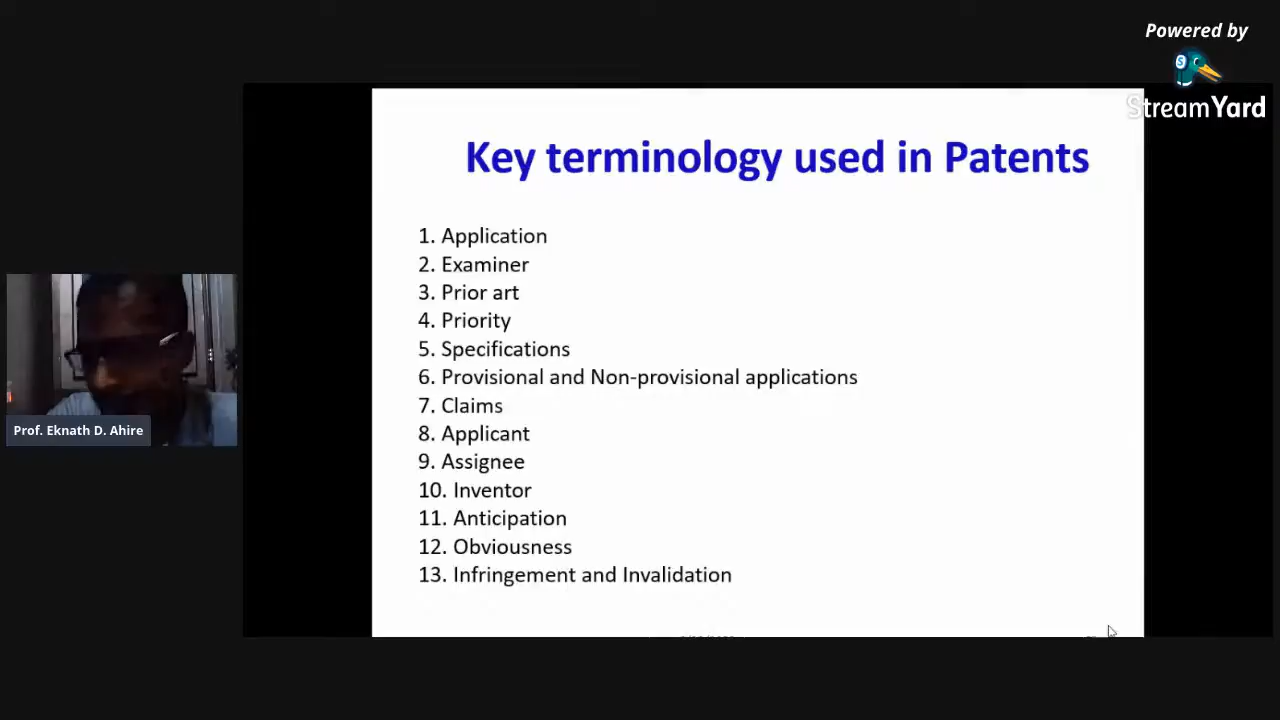 Powered by
StreamYard
Key terminology used in Patents
1. Application
2. Examiner
3. Prior art
4. Priority
5. Specifications
6. Provisional and Non-provisional applications
7. Claims
8. Applicant
9. Assignee
10. Inventor
11. Anticipation
12. Obviousness
13. Infringement and Invalidation
Prof. Eknath D. Ahire